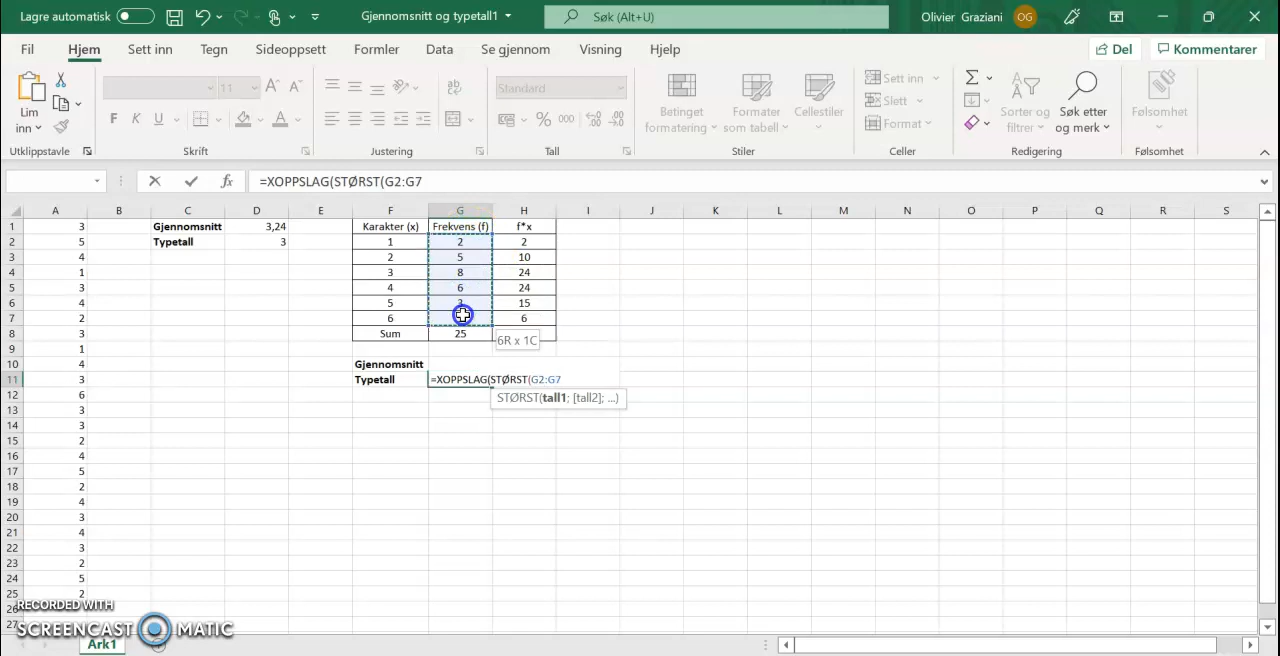 Lagre automatisk Gjennomsnitt og typetall1 Søk (Alt+U) Olivier Graziani OG
Fil Hjem Sett inn Tegn Sideoppsett Formler Data Se gjennom Visning Hjelp Del Kommentarer
Lim inn
F K U
11 A A
ab
Standard
% 000
Betinget formatering
Formater som tabell
Cellestiler
Sett inn
Slett
Format
Sorter og filtrer
Søk etter og merk
Følsomhet
Utklippstavle Skrift Justering Tall Stiler Celler Redigering Følsomhet
fx =XOPPSLAG(STØRST(G2:G7
A B C D E F G H I J K L M N O P Q R S
1 3 Gjennomsnitt 3,24 Karakter (x) Frekvens (f) f*x
2 5 Typetall 3 1 2 2
3 4 2 5 10
4 1 3 8 24
5 3 4 6 24
6 4 5 3 15
7 2 6 6
8 3 Sum 25
6R x 1C
9 1
10 4 Gjennomsnitt
11 3 Typetall =XOPPSLAG(STØRST(G2:G7
STØRST(tall1; [tall2]; ...)
12 6
13 3
14 3
15 2
16 4
17 5
18 2
19 4
20 3
21 4
22 3
23 2
24 5
25 2
26
27
RECORDED WITH
SCREENCAST MATIC
Ark1